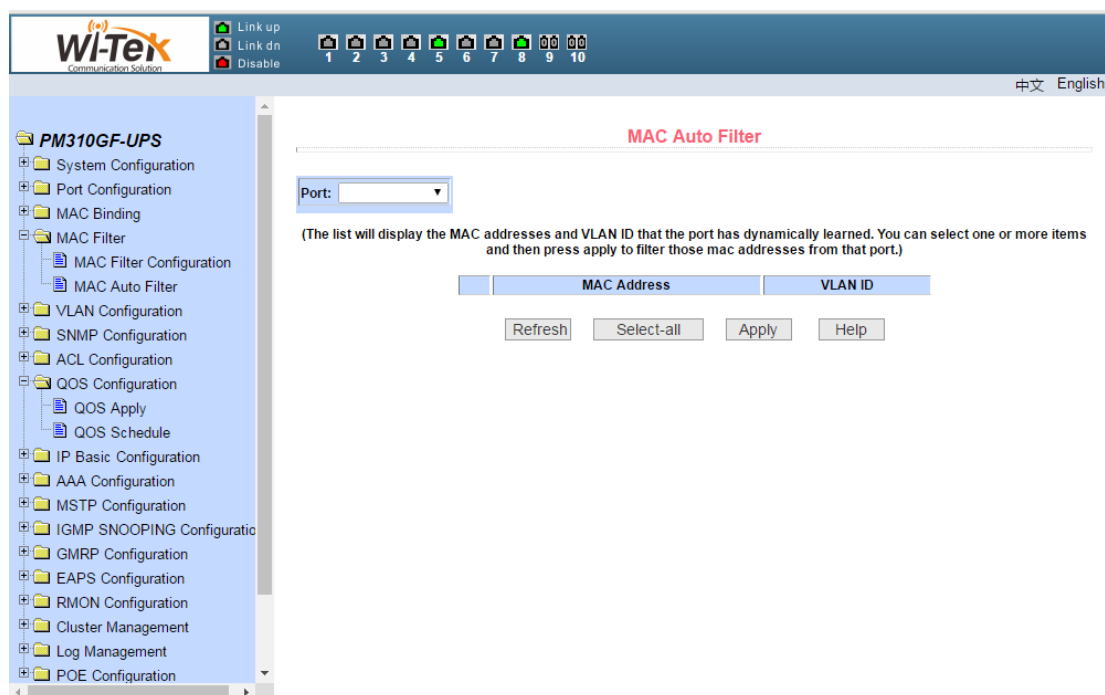 Wi-Tek
Communication Solution
Link up
Link dn
Disable
1 2 3 4 5 6 7 8 9 10
中文 English
PM310GF-UPS
System Configuration
Port Configuration
MAC Binding
MAC Filter
MAC Filter Configuration
MAC Auto Filter
VLAN Configuration
SNMP Configuration
ACL Configuration
QOS Configuration
QOS Apply
QOS Schedule
IP Basic Configuration
AAA Configuration
MSTP Configuration
IGMP SNOOPING Configuratio
GMRP Configuration
EAPS Configuration
RMON Configuration
Cluster Management
Log Management
POE Configuration
MAC Auto Filter
Port:
(The list will display the MAC addresses and VLAN ID that the port has dynamically learned. You can select one or more items
and then press apply to filter those mac addresses from that port.)
MAC Address VLAN ID
Refresh Select-all Apply Help